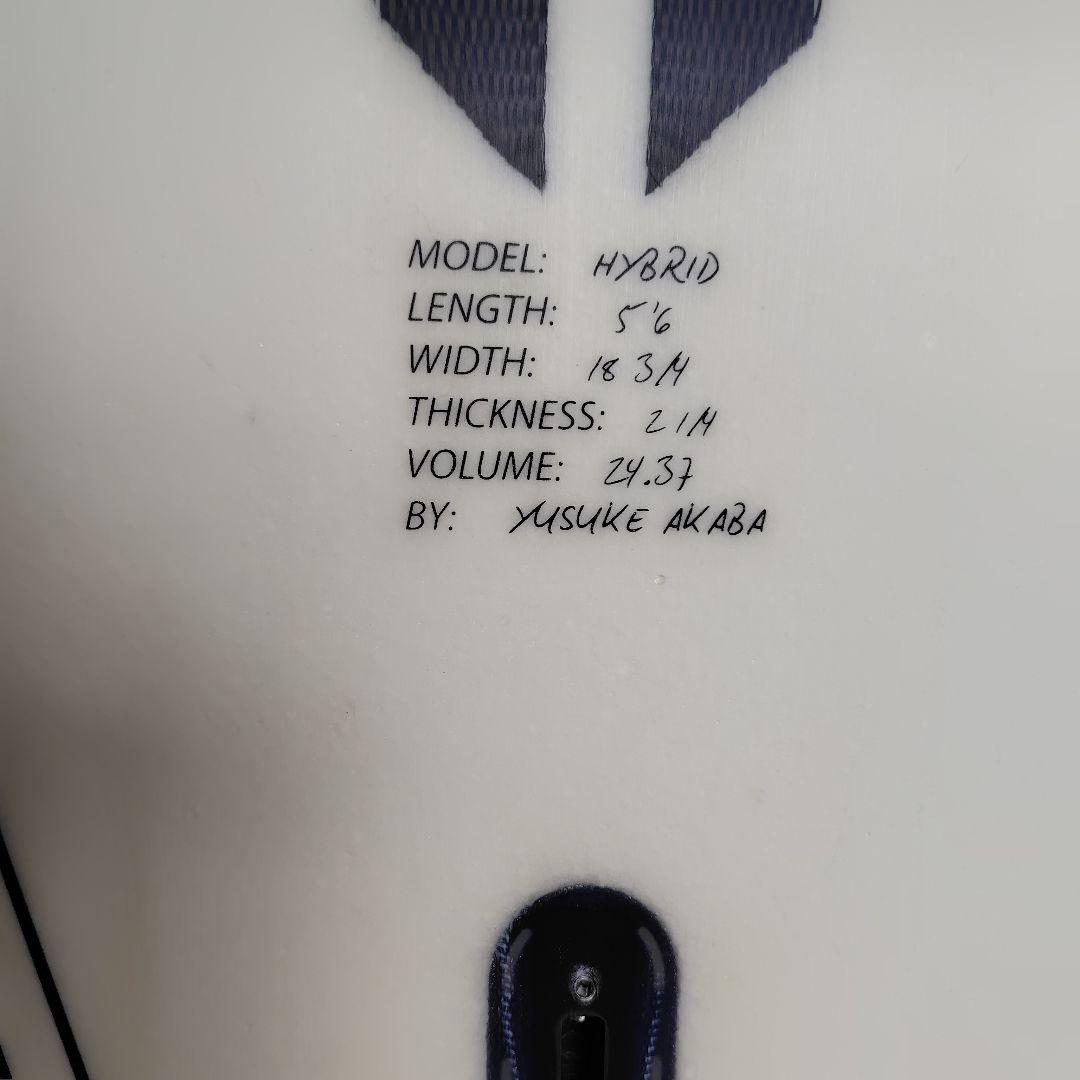 MODEL: HYBRID
LENGTH: 5'6
WIDTH: 18 3/4
THICKNESS: 2 1/4
VOLUME: 24.37
BY: YUSUKE AKABA